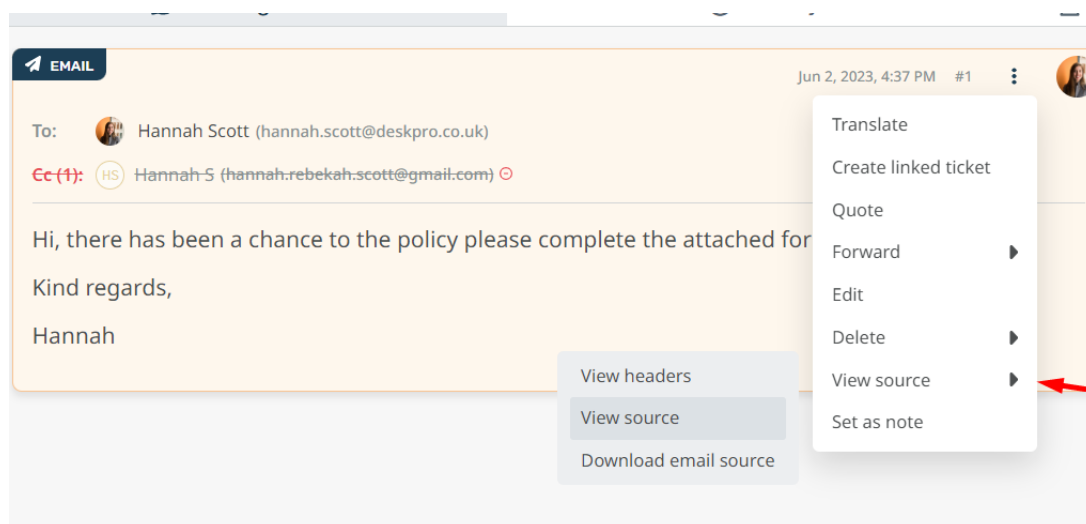 EMAIL
Jun 2, 2023, 4:37 PM #1
To: Hannah Scott (hannah.scott@deskpro.co.uk)
Cc (1): HS Hannah S (hannah.rebekah.scott@gmail.com)
Hi, there has been a chance to the policy please complete the attached for
Kind regards,
Hannah
Translate
Create linked ticket
Quote
Forward
Edit
Delete
View source
Set as note
View headers
View source
Download email source